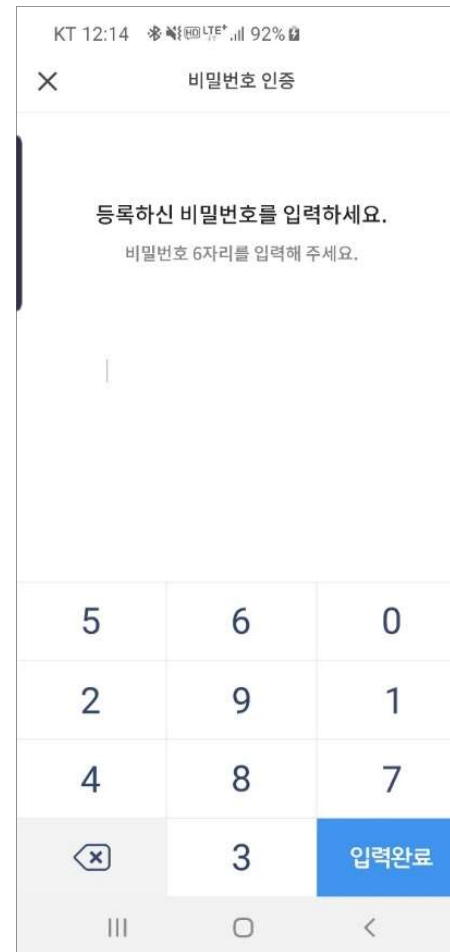 KT 12:14 HD LTE+ 92%
비밀번호 인증
등록하신 비밀번호를 입력하세요.
비밀번호 6자리를 입력해 주세요.
5 6 0
2 9 1
4 8 7
3 입력완료